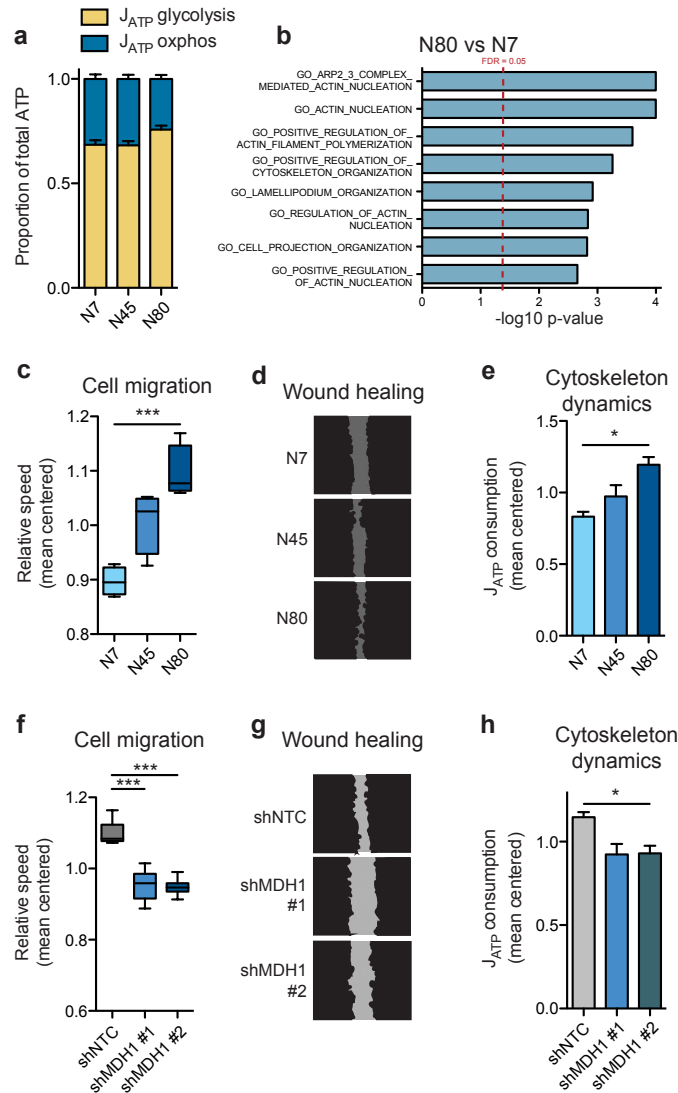 J_ATP glycolysis
J_ATP oxphos
a
Proportion of total ATP
1.0
0.5
0.0
N7
N45
N80
b
N80 vs N7
FDR = 0.05
GO_ARP2_3_COMPLEX_
MEDIATED_ACTIN_NUCLEATION
GO_ACTIN_NUCLEATION
GO_POSITIVE_REGULATION_OF_
ACTIN_FILAMENT_POLYMERIZATION
GO_POSITIVE_REGULATION_OF_
CYTOSKELETON_ORGANIZATION
GO_LAMELLIPODIUM_ORGANIZATION
GO_REGULATION_OF_ACTIN_
NUCLEATION
GO_CELL_PROJECTION_ORGANIZATION
GO_POSITIVE_REGULATION_
OF_ACTIN_NUCLEATION
0 1 2 3 4
-log10 p-value
c
Cell migration
***
Relative speed
(mean centered)
1.2
1.1
1.0
0.9
0.8
N7
N45
N80
d
Wound healing
N7
N45
N80
e
Cytoskeleton
dynamics
*
J_ATP consumption
(mean centered)
1.5
1.0
0.5
0.0
N7
N45
N80
f
Cell migration
***
***
Relative speed
(mean centered)
1.2
1.0
0.8
0.6
shNTC
shMDH1 #1
shMDH1 #2
g
Wound healing
shNTC
shMDH1
#1
shMDH1
#2
h
Cytoskeleton
dynamics
*
J_ATP consumption
(mean centered)
1.0
0.5
0.0
shNTC
shMDH1 #1
shMDH1 #2